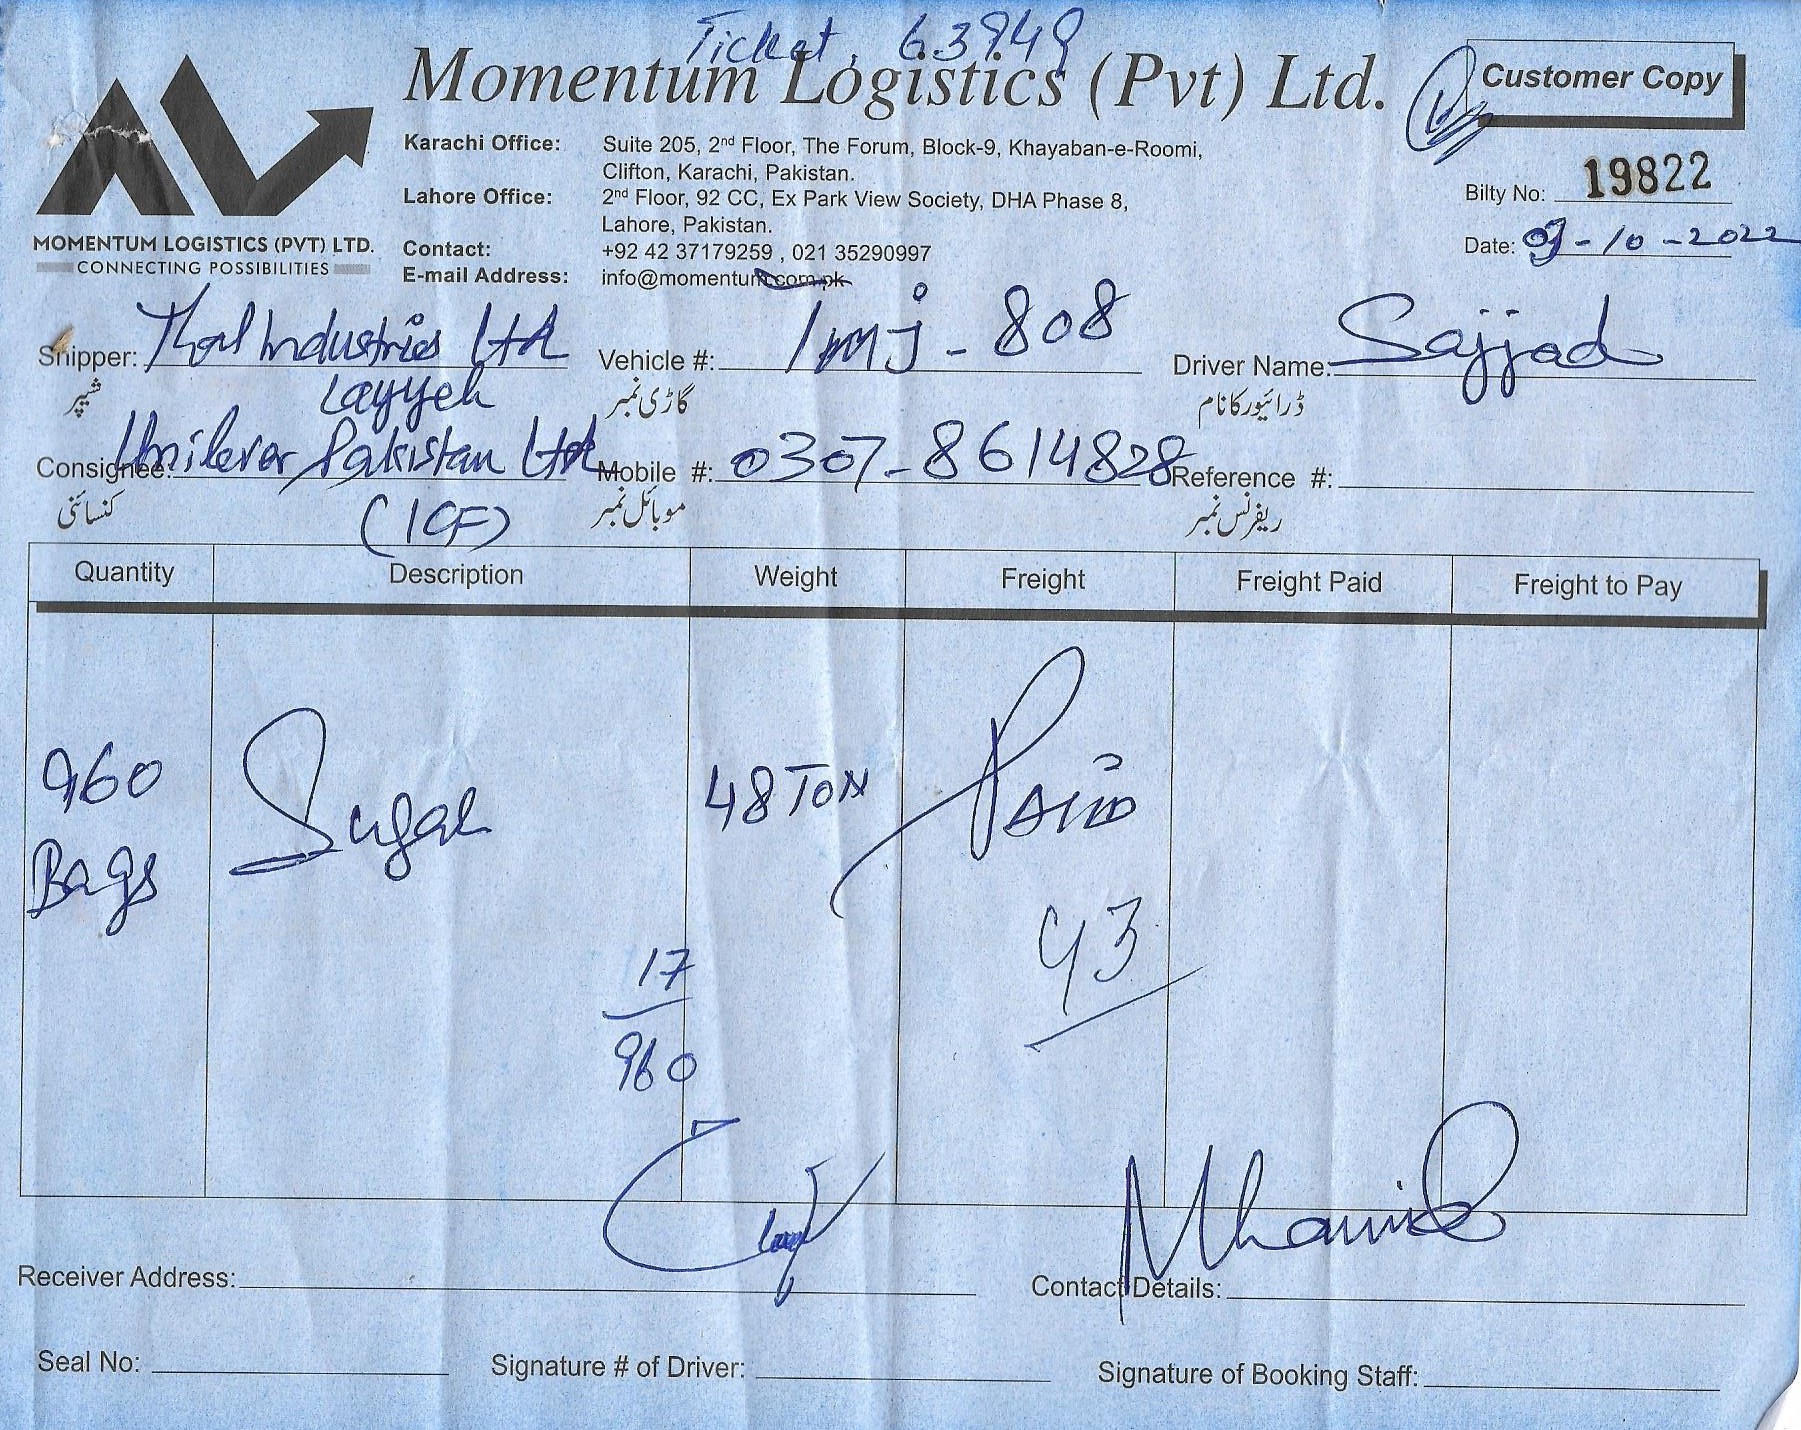 Ticket. 63949
Momentum Logistics (Pvt) Ltd.
Customer Copy
MOMENTUM LOGISTICS (PVT) LTD.
CONNECTING POSSIBILITIES
Karachi Office: Suite 205, 2nd Floor, The Forum, Block-9, Khayaban-e-Roomi,
Clifton, Karachi, Pakistan.
Lahore Office: 2nd Floor, 92 CC, Ex Park View Society, DHA Phase 8,
Lahore, Pakistan.
Contact: +92 42 37179259 , 021 35290997
E-mail Address: info@momentum.com.pk
Bilty No: 19822
Date: 03-10-2022
Shipper: Thal Industries Ltd Vehicle #: Tmj - 808 Driver Name: Sajjad
شپر Layyeh گاڑی نمبر ڈرائیور کا نام
Consignee: Unilever Pakistan Ltd Mobile #: 0307-8614828 Reference #:
کنسائنی (ICF) موبائل نمبر ریفرنس نمبر
Quantity Description Weight Freight Freight Paid Freight to Pay
960 Sugar 48 TON PAID
Bags
43
17
960
Receiver Address: Contact Details:
Seal No: Signature # of Driver: Signature of Booking Staff: